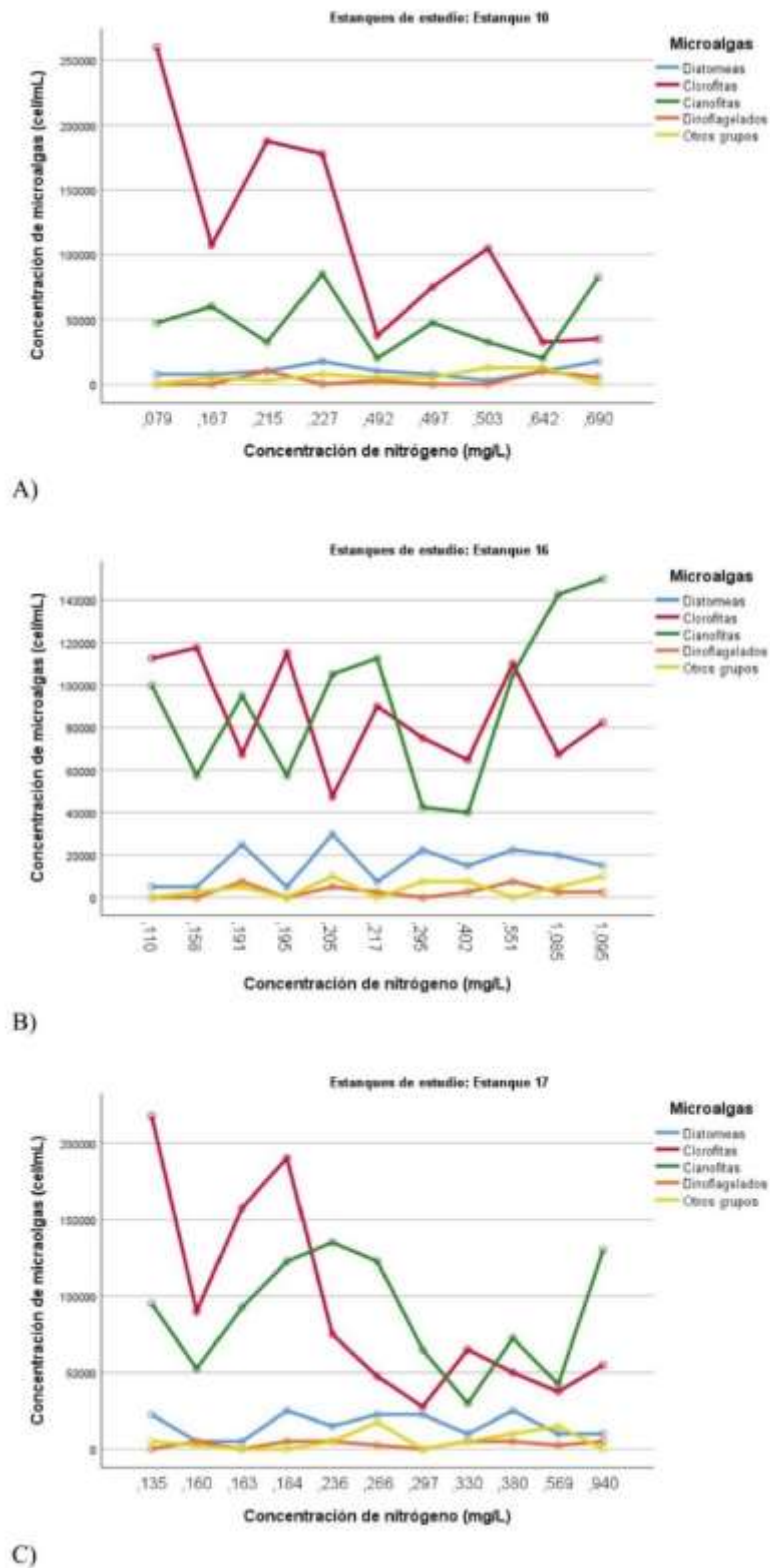 Estanques de estudio: Estanque 10
Microalgas
Diatomeas
Clorofitas
Cianofitas
Dinoflagelados
Otros grupos
Concentración de microalgas (cel/mL)
250000
200000
150000
100000
50000
0
,079 ,167 ,215 ,227 ,492 ,497 ,503 ,642 ,690
Concentración de nitrógeno (mg/L)
A)
Estanques de estudio: Estanque 16
Microalgas
Diatomeas
Clorofitas
Cianofitas
Dinoflagelados
Otros grupos
Concentración de microalgas (cel/mL)
140000
120000
100000
80000
60000
40000
20000
0
,110 ,158 ,191 ,195 ,205 ,217 ,295 ,402 ,551 1,085 1,095
Concentración de nitrógeno (mg/L)
B)
Estanques de estudio: Estanque 17
Microalgas
Diatomeas
Clorofitas
Cianofitas
Dinoflagelados
Otros grupos
Concentración de micraolgas (cel/mL)
200000
150000
100000
50000
0
,135 ,160 ,163 ,164 ,236 ,266 ,297 ,330 ,380 ,569 ,940
Concentración de nitrógeno (mg/L)
C)